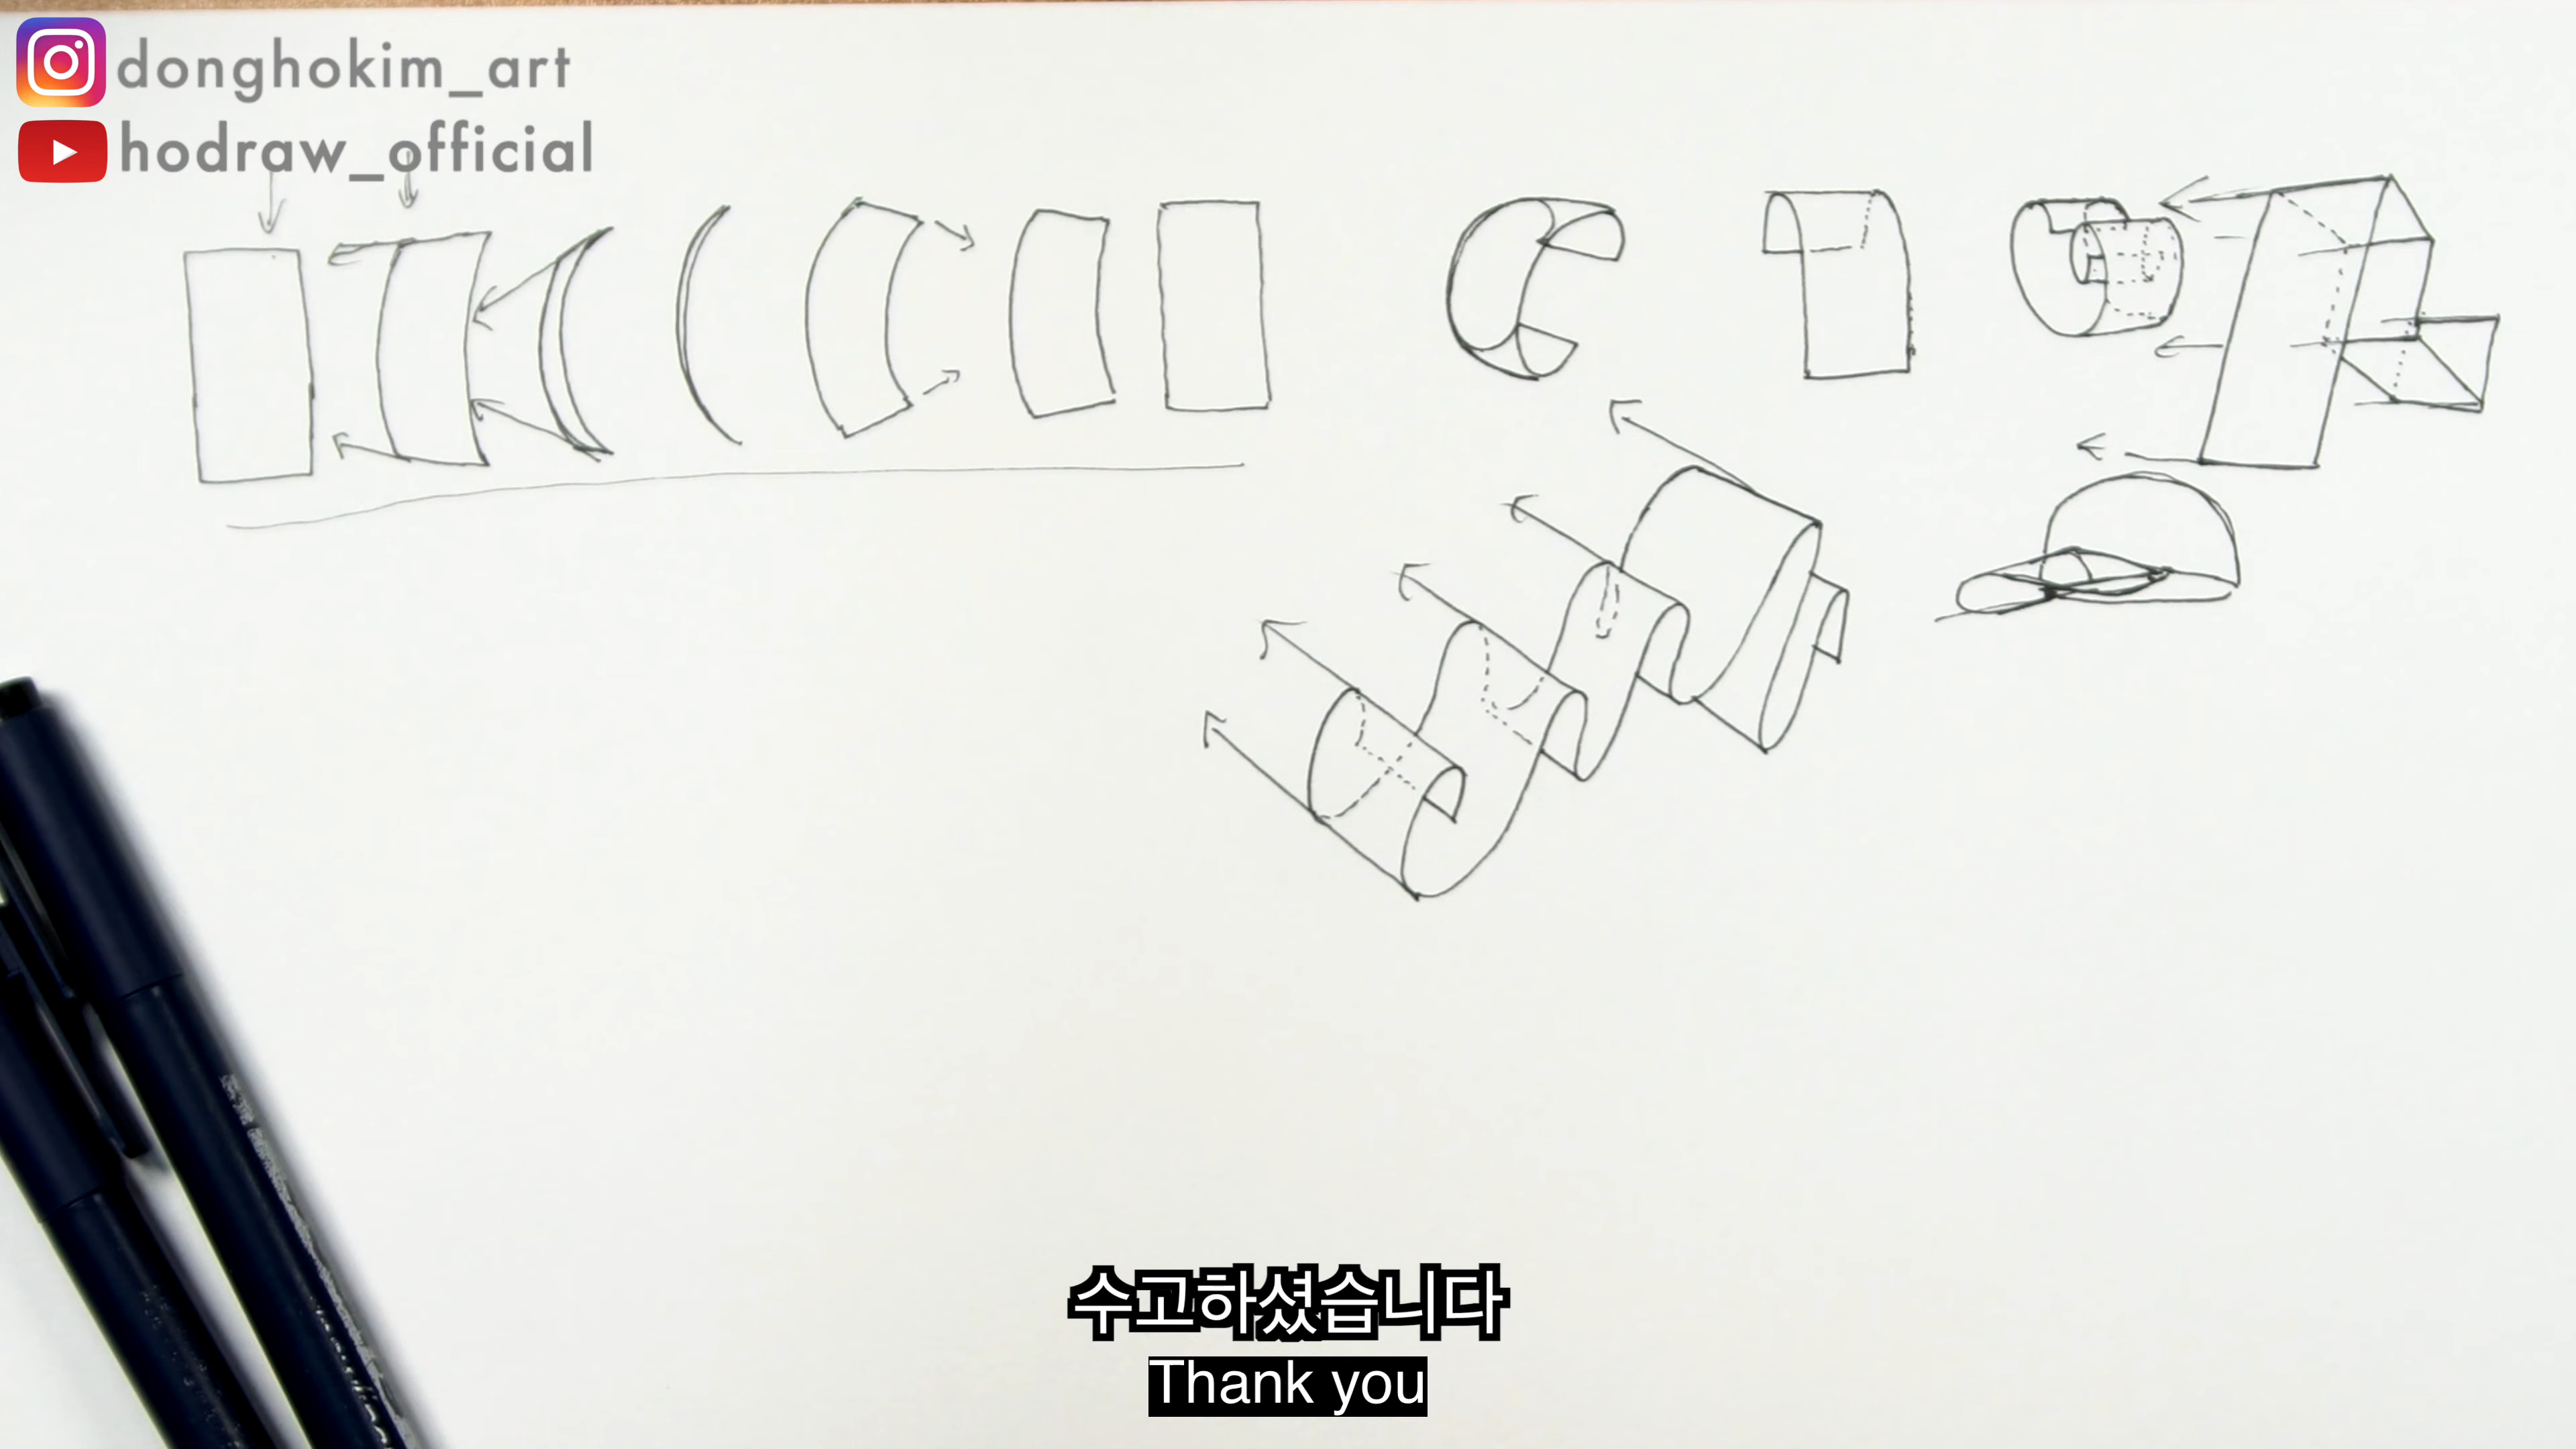 donghokim_art
hodraw_official
수고하셨습니다
Thank you